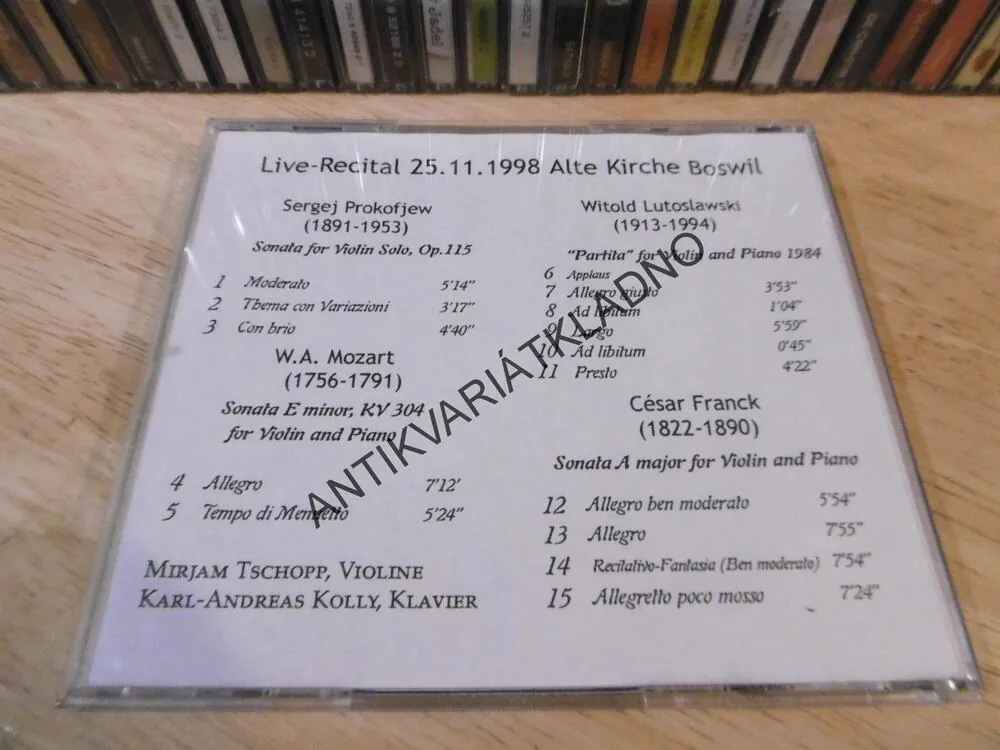 Live-Recital 25.11.1998 Alte Kirche Boswil
Sergej Prokofjew
(1891-1953)
Sonata for Violin Solo, Op.115
1 Moderato 5'14"
2 Thema con Variazioni 3'17"
3 Con brio 4'40"
W.A. Mozart
(1756-1791)
Sonata E minor, KV 304
for Violin and Piano
4 Allegro 7'12'
5 Tempo di Menuetto 5'24"
MIRJAM TSCHOPP, VIOLINE
KARL-ANDREAS KOLLY, KLAVIER
Witold Lutoslawski
(1913-1994)
"Partita" for Violin and Piano 1984
6 Applaus
7 Allegro giusto 3'53"
8 Ad libitum 1'04"
9 Largo 5'59"
10 Ad libitum 0'45"
11 Presto 4'22"
César Franck
(1822-1890)
Sonata A major for Violin and Piano
12 Allegro ben moderato 5'54"
13 Allegro 7'55"
14 Recitativo-Fantasia (Ben moderato) 7'54"
15 Allegretto poco mosso 7'24"
ANTIKVARIÁTKLADNO